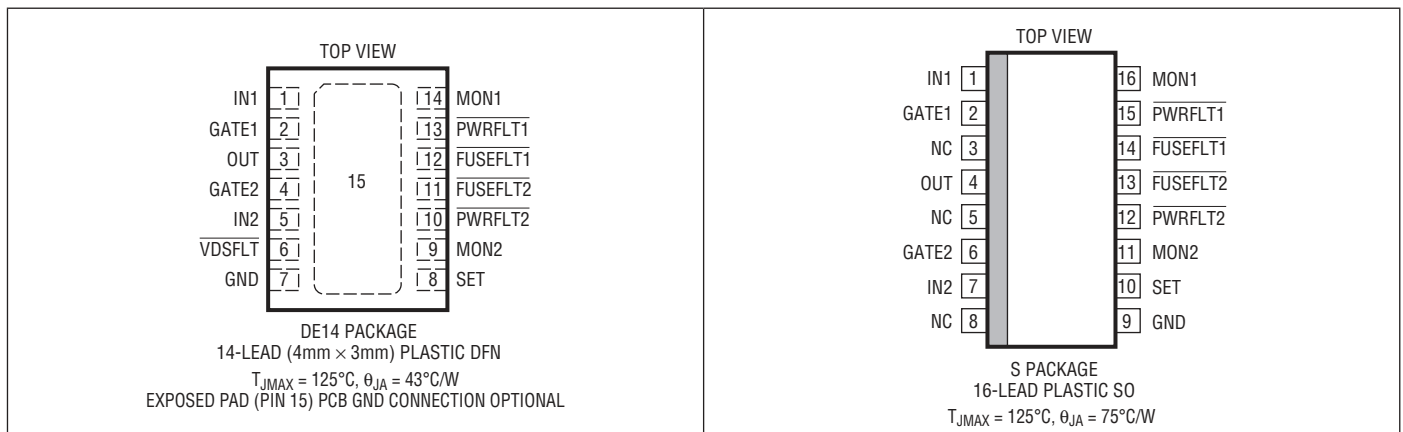 TOP VIEW
IN1 1
14 MON1
GATE1 2
13 PWRFLT1
OUT 3
12 FUSEFLT1
15
GATE2 4
11 FUSEFLT2
IN2 5
10 PWRFLT2
VDSFLT 6
9 MON2
GND 7
8 SET
DE14 PACKAGE
14-LEAD (4mm × 3mm) PLASTIC DFN
TJMAX = 125°C, θJA = 43°C/W
EXPOSED PAD (PIN 15) PCB GND CONNECTION OPTIONAL
TOP VIEW
IN1 1
16 MON1
GATE1 2
15 PWRFLT1
NC 3
14 FUSEFLT1
OUT 4
13 FUSEFLT2
NC 5
12 PWRFLT2
GATE2 6
11 MON2
IN2 7
10 SET
NC 8
9 GND
S PACKAGE
16-LEAD PLASTIC SO
TJMAX = 125°C, θJA = 75°C/W